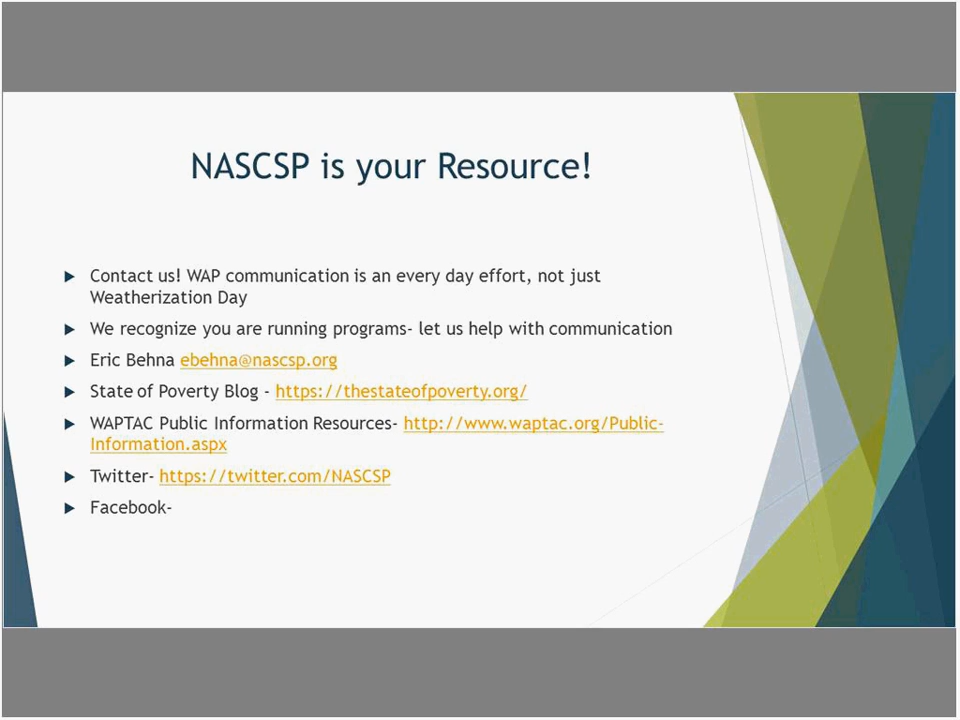 NASCSP is your Resource!
Contact us! WAP communication is an every day effort, not just
Weatherization Day
We recognize you are running programs- let us help with communication
Eric Behna ebehna@nascsp.org
State of Poverty Blog - https://thestateofpoverty.org/
WAPTAC Public Information Resources- http://www.waptac.org/Public-
Information.aspx
Twitter- https://twitter.com/NASCSP
Facebook-